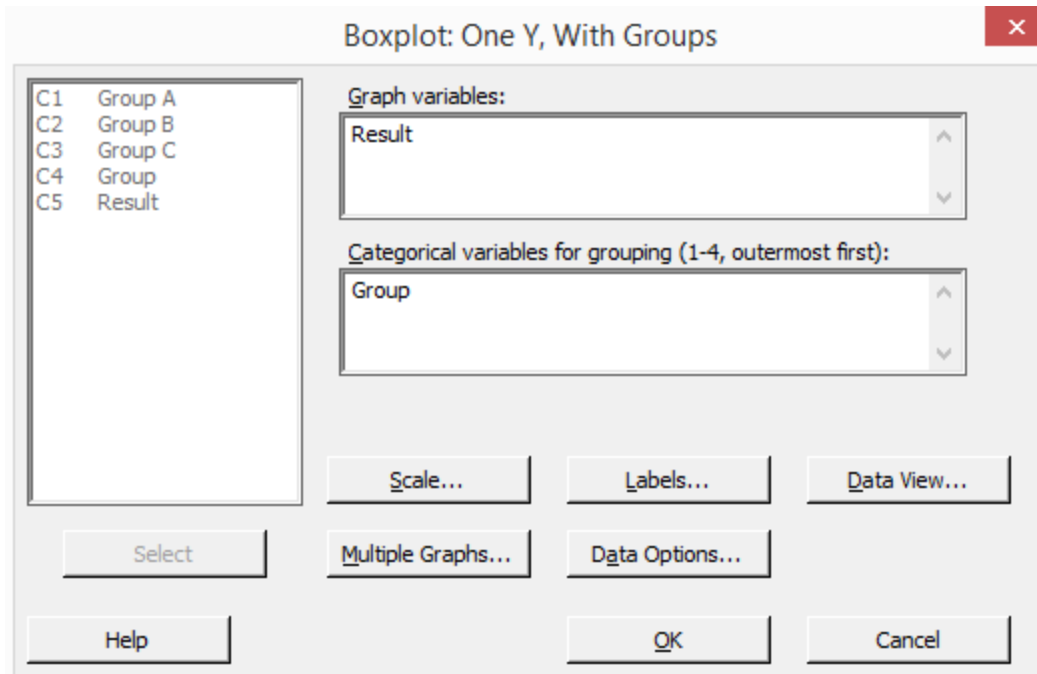 Boxplot: One Y, With Groups
C1 Group A
C2 Group B
C3 Group C
C4 Group
C5 Result
Graph variables:
Result
Categorical variables for grouping (1-4, outermost first):
Group
Scale...
Labels...
Data View...
Select
Multiple Graphs...
Data Options...
Help
OK
Cancel